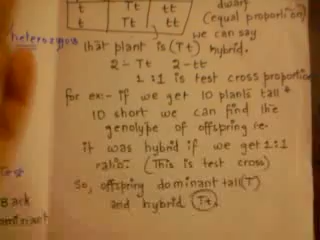 t Tt tt dwarf
t Tt tt (equal proportion)
heterozygous we can say
that plant is (Tt) hybrid.
2 - Tt 2 - tt
1 : 1 is test cross proportion
for ex- if we get 10 plants tall &
10 short we can find the
genotype of offspring ie.
it was hybrid if we get 1:1
ratio. (This is test cross)
So, offspring dominant tall (T)
and hybrid Tt.
Back